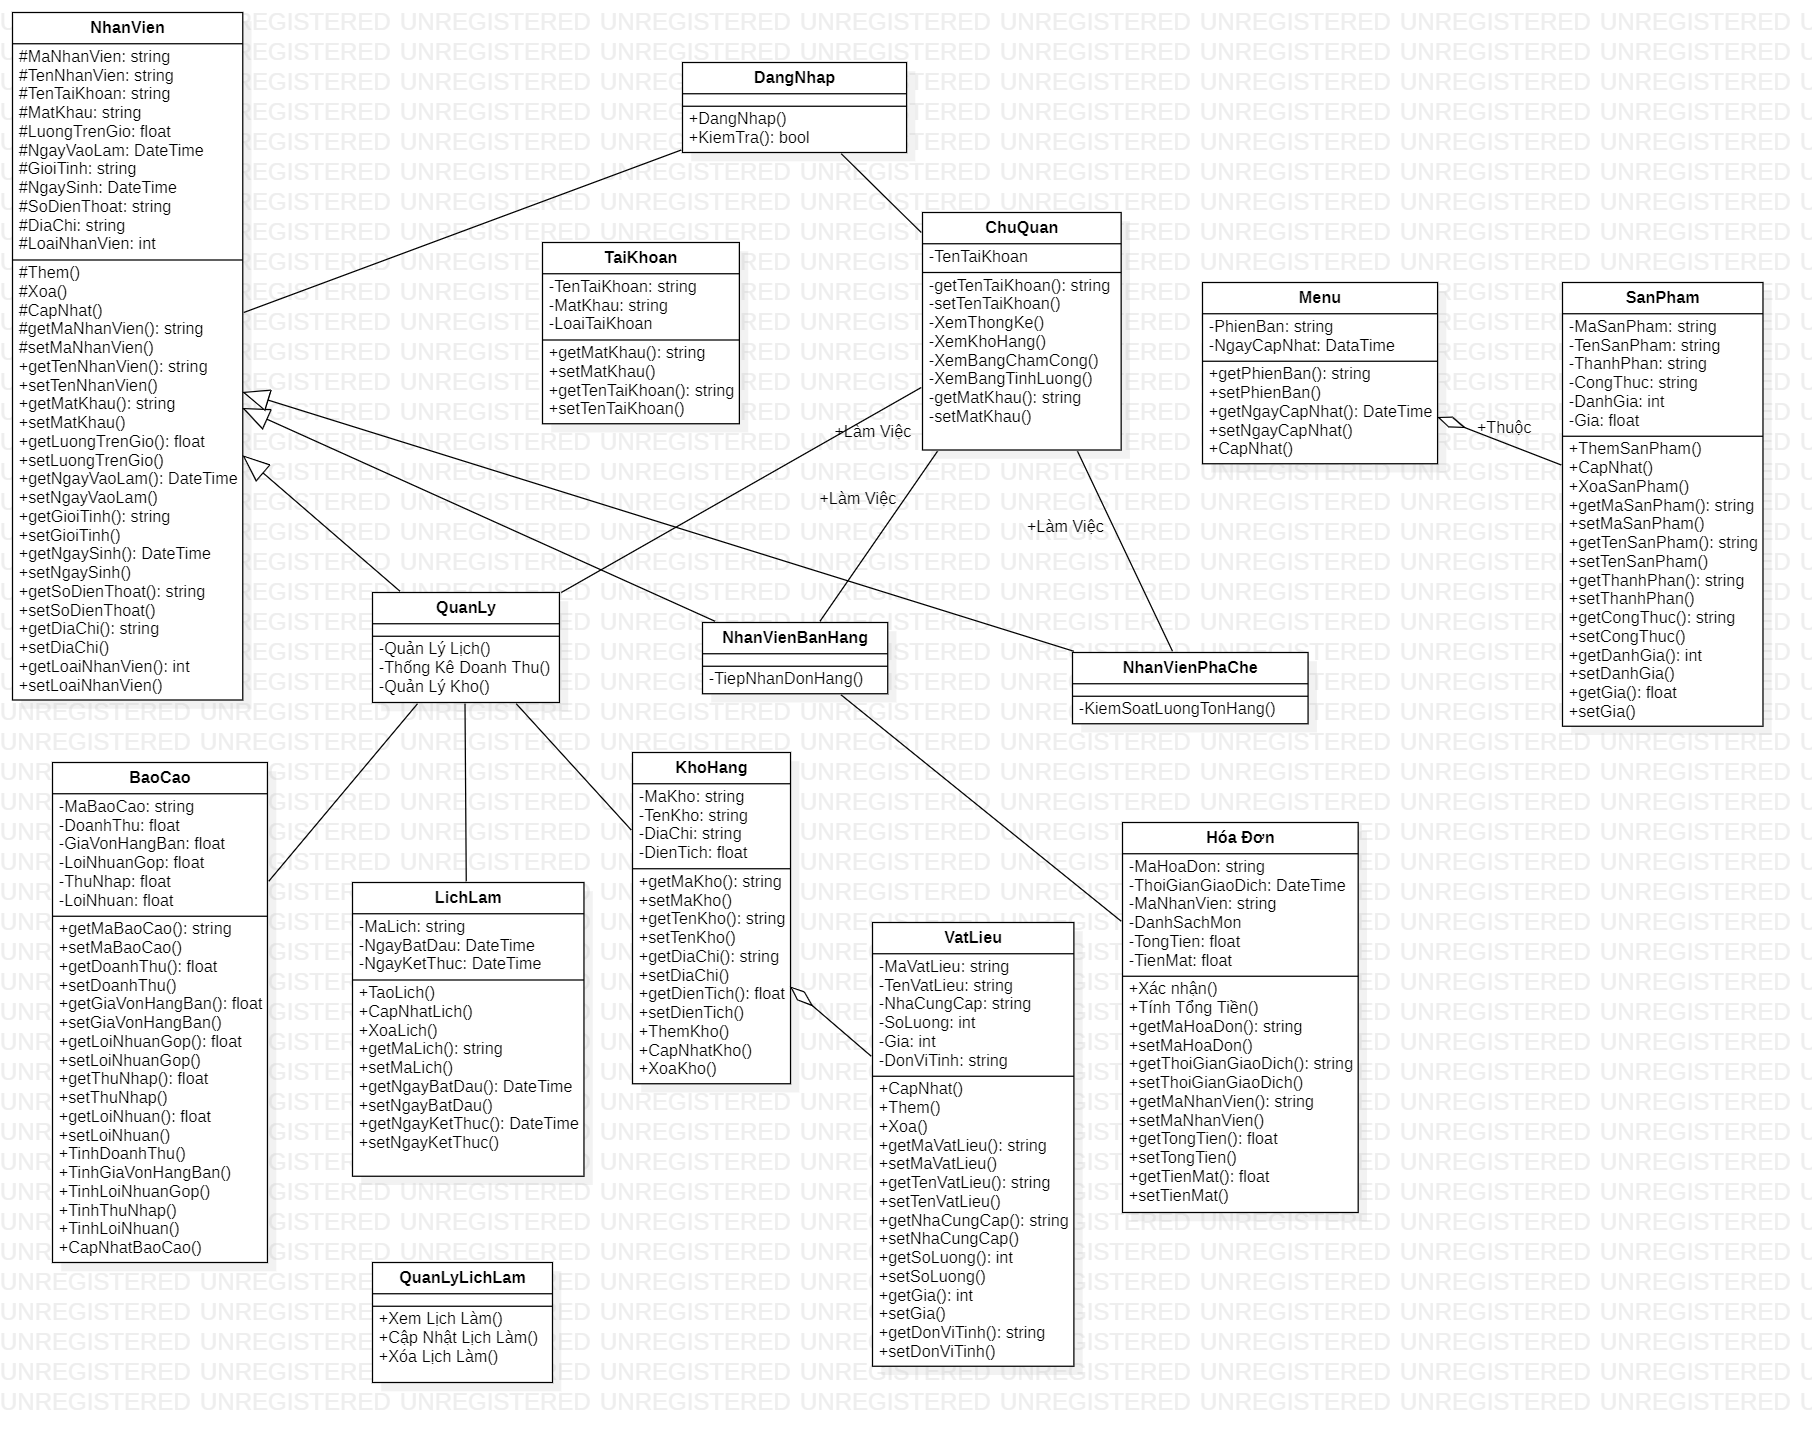 NhanVien
#MaNhanVien: string
#TenNhanVien: string
#TenTaiKhoan: string
#MatKhau: string
#LuongTrenGio: float
#NgayVaoLam: DateTime
#GioiTinh: string
#NgaySinh: DateTime
#SoDienThoat: string
#DiaChi: string
#LoaiNhanVien: int
#Them()
#Xoa()
#CapNhat()
#getMaNhanVien(): string
#setMaNhanVien()
+getTenNhanVien(): string
+setTenNhanVien()
+getMatKhau(): string
+setMatKhau()
+getLuongTrenGio(): float
+setLuongTrenGio()
+getNgayVaoLam(): DateTime
+setNgayVaoLam()
+getGioiTinh(): string
+setGioiTinh()
+getNgaySinh(): DateTime
+setNgaySinh()
+getSoDienThoat(): string
+setSoDienThoat()
+getDiaChi(): string
+setDiaChi()
+getLoaiNhanVien(): int
+setLoaiNhanVien()
DangNhap
+DangNhap()
+KiemTra(): bool
TaiKhoan
-TenTaiKhoan: string
-MatKhau: string
-LoaiTaiKhoan
+getMatKhau(): string
+setMatKhau()
+getTenTaiKhoan(): string
+setTenTaiKhoan()
ChuQuan
-TenTaiKhoan
-getTenTaiKhoan(): string
-setTenTaiKhoan()
-XemThongKe()
-XemKhoHang()
-XemBangChamCong()
-XemBangTinhLuong()
-getMatKhau(): string
-setMatKhau()
Menu
-PhienBan: string
-NgayCapNhat: DataTime
+getPhienBan(): string
+setPhienBan()
+getNgayCapNhat(): DateTime
+setNgayCapNhat()
+CapNhat()
+Thuộc
SanPham
-MaSanPham: string
-TenSanPham: string
-ThanhPhan: string
-CongThuc: string
-DanhGia: int
-Gia: float
+ThemSanPham()
+CapNhat()
+XoaSanPham()
+getMaSanPham(): string
+setMaSanPham()
+getTenSanPham(): string
+setTenSanPham()
+getThanhPhan(): string
+setThanhPhan()
+getCongThuc(): string
+setCongThuc()
+getDanhGia(): int
+setDanhGia()
+getGia(): float
+setGia()
+Làm Việc
+Làm Việc
+Làm Việc
QuanLy
-Quản Lý Lịch()
-Thống Kê Doanh Thu()
-Quản Lý Kho()
NhanVienBanHang
-TiepNhanDonHang()
NhanVienPhaChe
-KiemSoatLuongTonHang()
BaoCao
-MaBaoCao: string
-DoanhThu: float
-GiaVonHangBan: float
-LoiNhuanGop: float
-ThuNhap: float
-LoiNhuan: float
+getMaBaoCao(): string
+setMaBaoCao()
+getDoanhThu(): float
+setDoanhThu()
+getGiaVonHangBan(): float
+setGiaVonHangBan()
+getLoiNhuanGop(): float
+setLoiNhuanGop()
+getThuNhap(): float
+setThuNhap()
+getLoiNhuan(): float
+setLoiNhuan()
+TinhDoanhThu()
+TinhGiaVonHangBan()
+TinhLoiNhuanGop()
+TinhThuNhap()
+TinhLoiNhuan()
+CapNhatBaoCao()
LichLam
-MaLich: string
-NgayBatDau: DateTime
-NgayKetThuc: DateTime
+TaoLich()
+CapNhatLich()
+XoaLich()
+getMaLich(): string
+setMaLich()
+getNgayBatDau(): DateTime
+setNgayBatDau()
+getNgayKetThuc(): DateTime
+setNgayKetThuc()
KhoHang
-MaKho: string
-TenKho: string
-DiaChi: string
-DienTich: float
+getMaKho(): string
+setMaKho()
+getTenKho(): string
+setTenKho()
+getDiaChi(): string
+setDiaChi()
+getDienTich(): float
+setDienTich()
+ThemKho()
+CapNhatKho()
+XoaKho()
VatLieu
-MaVatLieu: string
-TenVatLieu: string
-NhaCungCap: string
-SoLuong: int
-Gia: int
-DonViTinh: string
+CapNhat()
+Them()
+Xoa()
+getMaVatLieu(): string
+setMaVatLieu()
+getTenVatLieu(): string
+setTenVatLieu()
+getNhaCungCap(): string
+setNhaCungCap()
+getSoLuong(): int
+setSoLuong()
+getGia(): int
+setGia()
+getDonViTinh(): string
+setDonViTinh()
Hóa Đơn
-MaHoaDon: string
-ThoiGianGiaoDich: DateTime
-MaNhanVien: string
-DanhSachMon
-TongTien: float
-TienMat: float
+Xác nhận()
+Tính Tổng Tiền()
+getMaHoaDon(): string
+setMaHoaDon()
+getThoiGianGiaoDich(): string
+setThoiGianGiaoDich()
+getMaNhanVien(): string
+setMaNhanVien()
+getTongTien(): float
+setTongTien()
+getTienMat(): float
+setTienMat()
QuanLyLichLam
+Xem Lịch Làm()
+Cập Nhật Lịch Làm()
+Xóa Lịch Làm()
UNREGISTERED